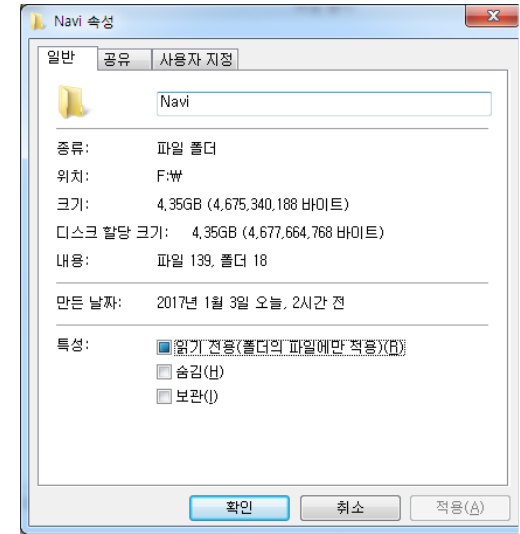 Navi 속성
일반 공유 사용자 지정
Navi
종류: 파일 폴더
위치: F:₩
크기: 4,35GB (4,675,340,188 바이트)
디스크 할당 크기: 4,35GB (4,677,664,768 바이트)
내용: 파일 139, 폴더 18
만든 날짜: 2017년 1월 3일 오늘, 2시간 전
특성: 읽기 전용(폴더의 파일에만 적용)(R)
숨김(H)
보관(I)
확인 취소 적용(A)